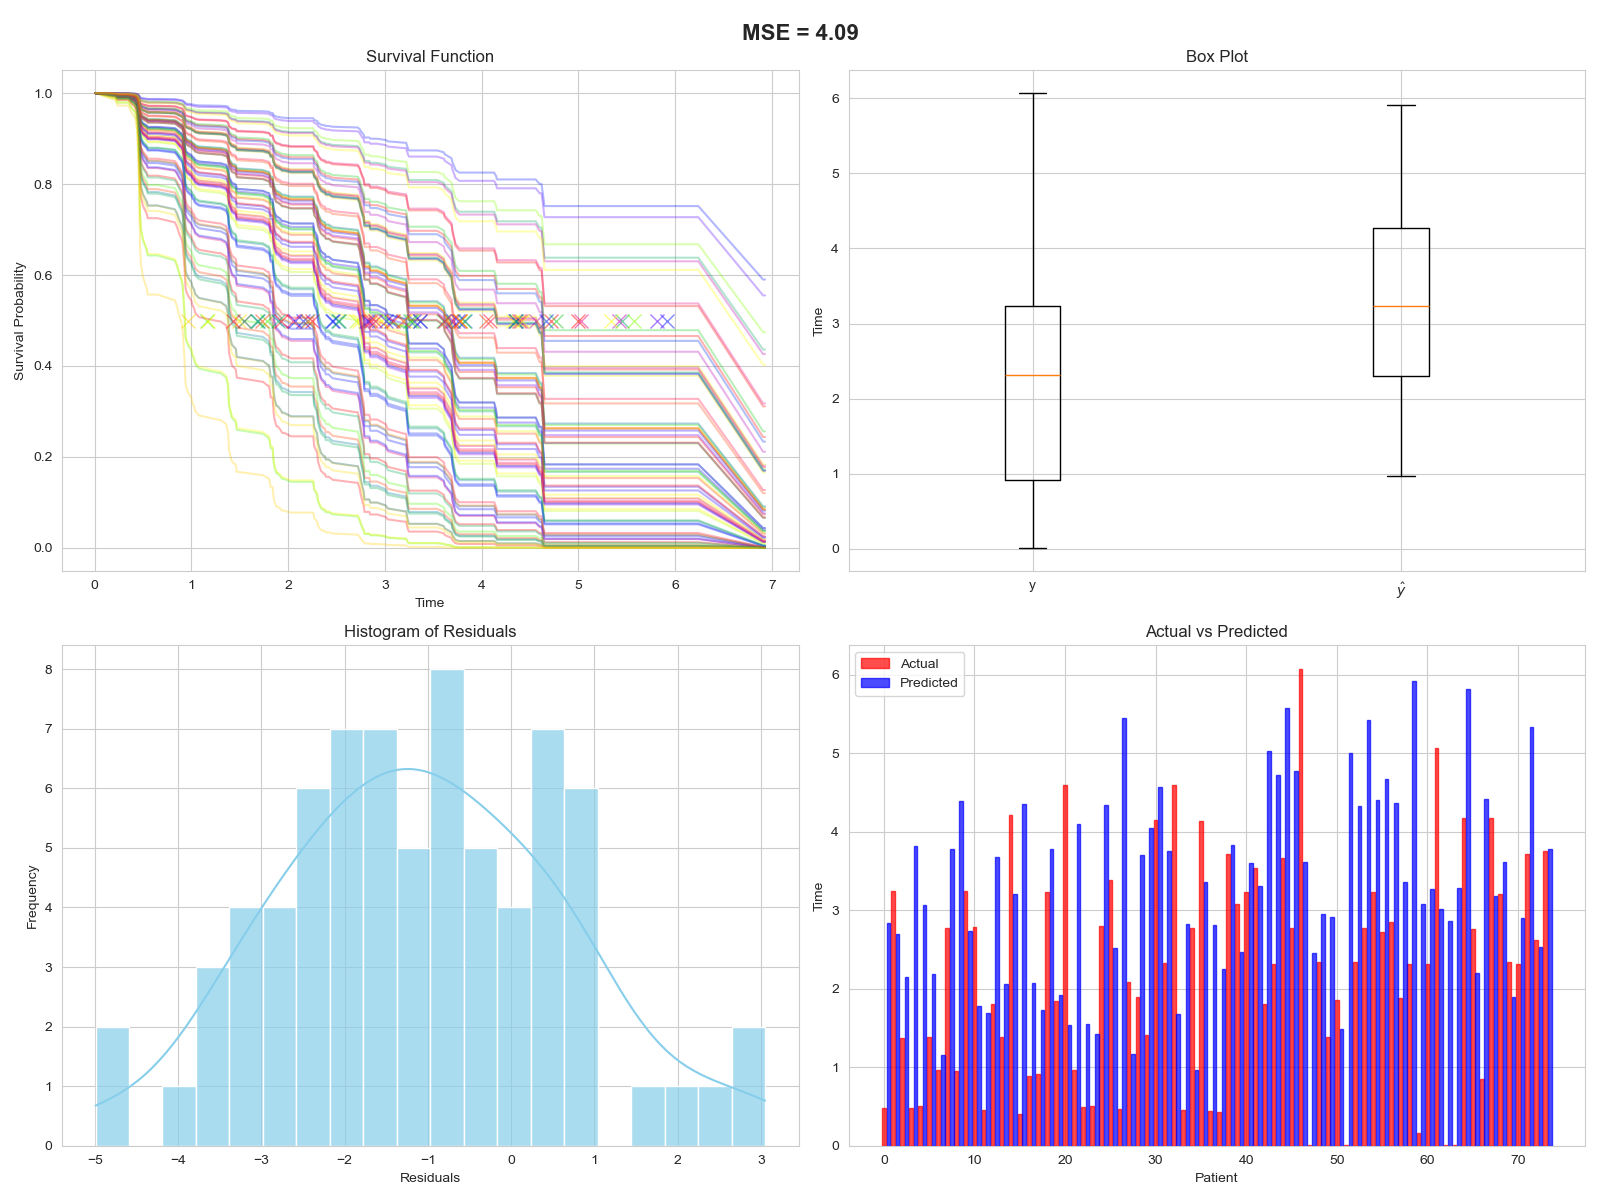 MSE = 4.09
Survival Function
Survival Probability
1.0
0.8
0.6
0.4
0.2
0.0
0 1 2 3 4 5 6 7
Time
Box Plot
Time
6
5
4
3
2
1
0
y ŷ
Histogram of Residuals
Frequency
8
7
6
5
4
3
2
1
0
−5 −4 −3 −2 −1 0 1 2 3
Residuals
Actual vs Predicted
Actual
Predicted
Time
6
5
4
3
2
1
0
0 10 20 30 40 50 60 70
Patient